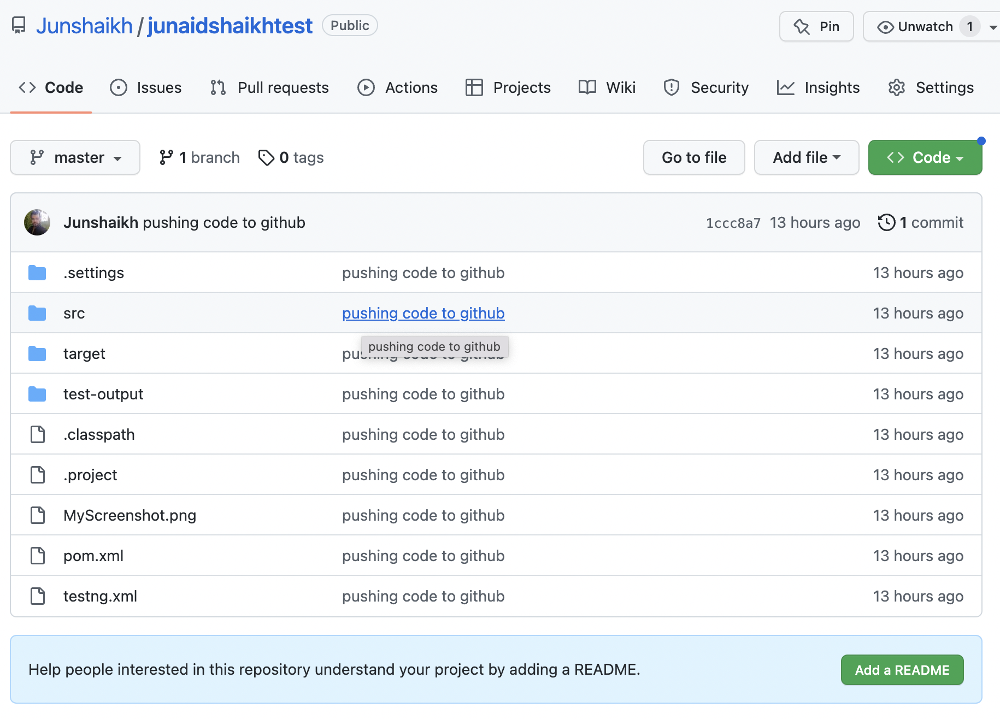 Junshaikh / junaidshaikhtest Public Pin Unwatch 1
Code Issues Pull requests Actions Projects Wiki Security Insights Settings
master 1 branch 0 tags Go to file Add file Code
Junshaikh pushing code to github 1ccc8a7 13 hours ago 1 commit
.settings pushing code to github 13 hours ago
src pushing code to github 13 hours ago
pushing code to github
target pushing code to github 13 hours ago
test-output pushing code to github 13 hours ago
.classpath pushing code to github 13 hours ago
.project pushing code to github 13 hours ago
MyScreenshot.png pushing code to github 13 hours ago
pom.xml pushing code to github 13 hours ago
testng.xml pushing code to github 13 hours ago
Help people interested in this repository understand your project by adding a README. Add a README